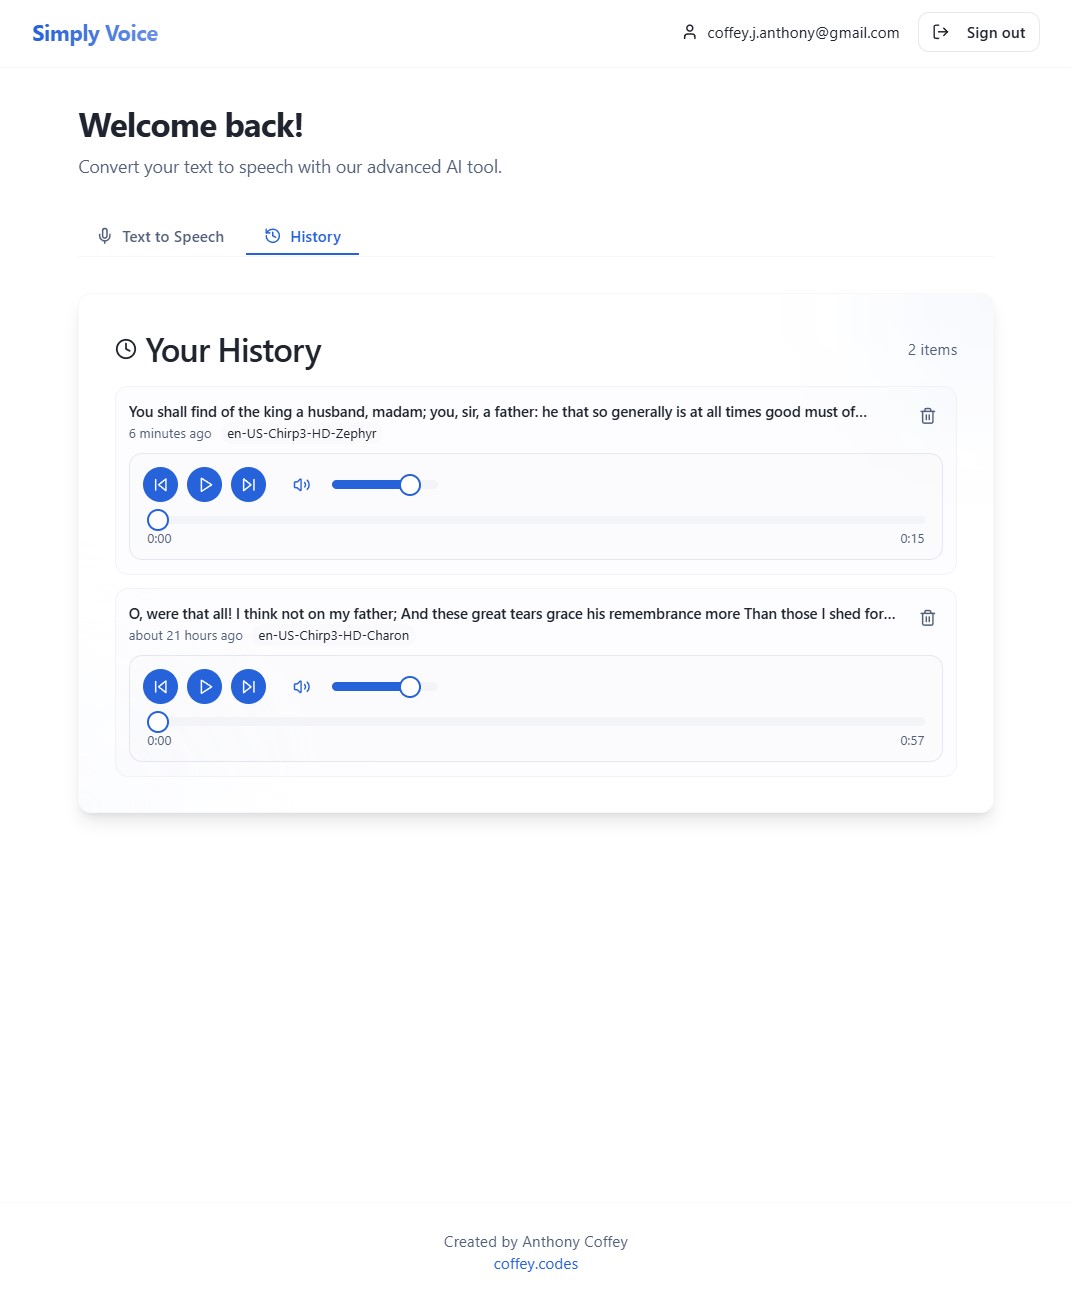 Simply Voice
coffey.j.anthony@gmail.com
Sign out
Welcome back!
Convert your text to speech with our advanced AI tool.
Text to Speech
History
Your History
2 items
You shall find of the king a husband, madam; you, sir, a father: he that so generally is at all times good must of...
6 minutes ago en-US-Chirp3-HD-Zephyr
0:00
0:15
O, were that all! I think not on my father; And these great tears grace his remembrance more Than those I shed for...
about 21 hours ago en-US-Chirp3-HD-Charon
0:00
0:57
Created by Anthony Coffey
coffey.codes